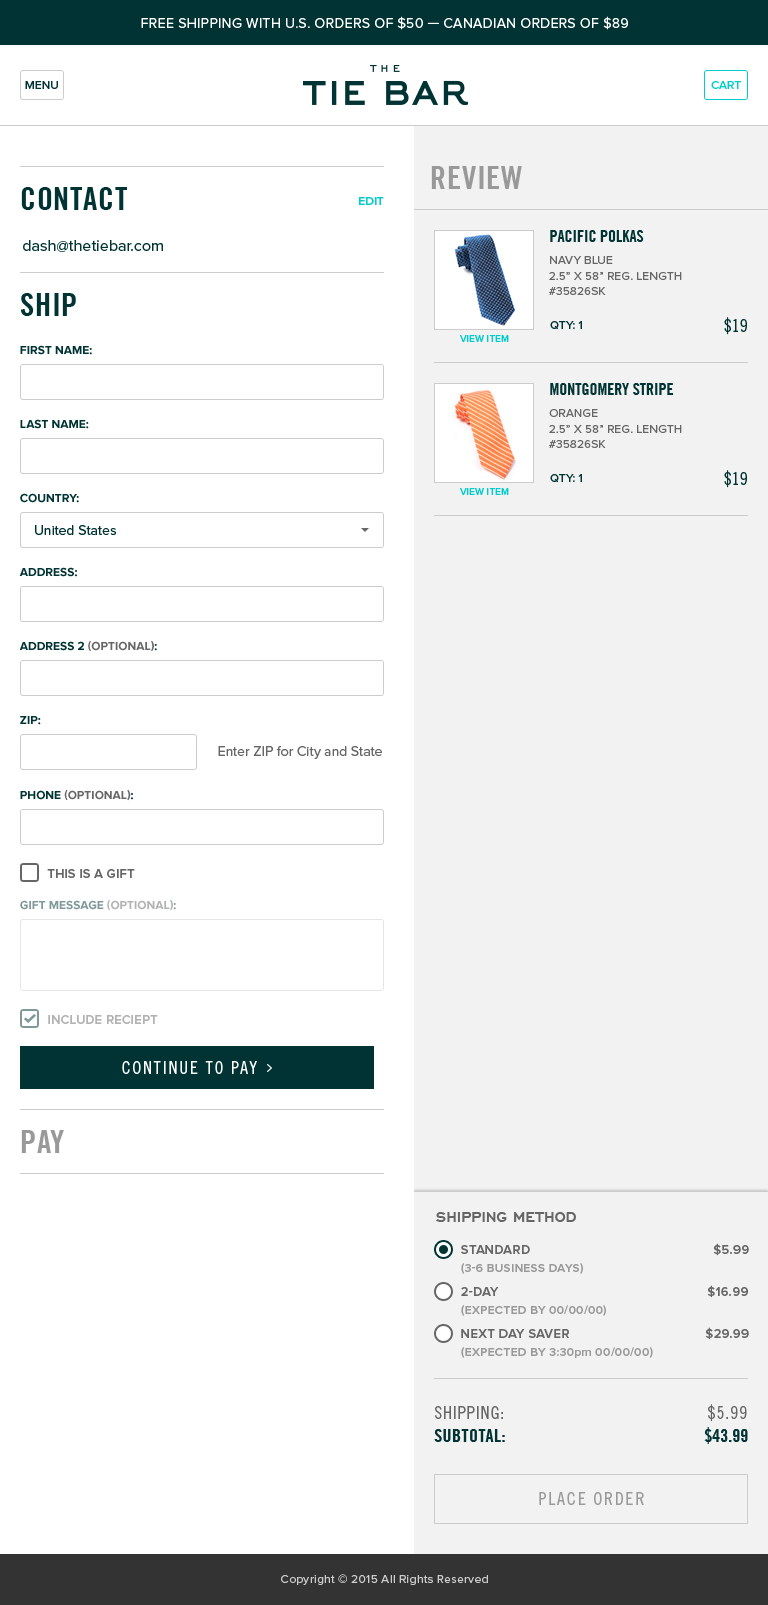 FREE SHIPPING WITH U.S. ORDERS OF $50 — CANADIAN ORDERS OF $89
MENU
THE
TIE BAR
CART
CONTACT
EDIT
dash@thetiebar.com
SHIP
FIRST NAME:
LAST NAME:
COUNTRY:
United States
ADDRESS:
ADDRESS 2 (OPTIONAL):
ZIP:
Enter ZIP for City and State
PHONE (OPTIONAL):
THIS IS A GIFT
GIFT MESSAGE (OPTIONAL):
INCLUDE RECIEPT
CONTINUE TO PAY >
PAY
REVIEW
PACIFIC POLKAS
NAVY BLUE
2.5” X 58” REG. LENGTH
#35826SK
QTY: 1
$19
VIEW ITEM
MONTGOMERY STRIPE
ORANGE
2.5” X 58” REG. LENGTH
#35826SK
QTY: 1
$19
VIEW ITEM
SHIPPING METHOD
STANDARD $5.99
(3-6 BUSINESS DAYS)
2-DAY $16.99
(EXPECTED BY 00/00/00)
NEXT DAY SAVER $29.99
(EXPECTED BY 3:30pm 00/00/00)
SHIPPING: $5.99
SUBTOTAL: $43.99
PLACE ORDER
Copyright © 2015 All Rights Reserved